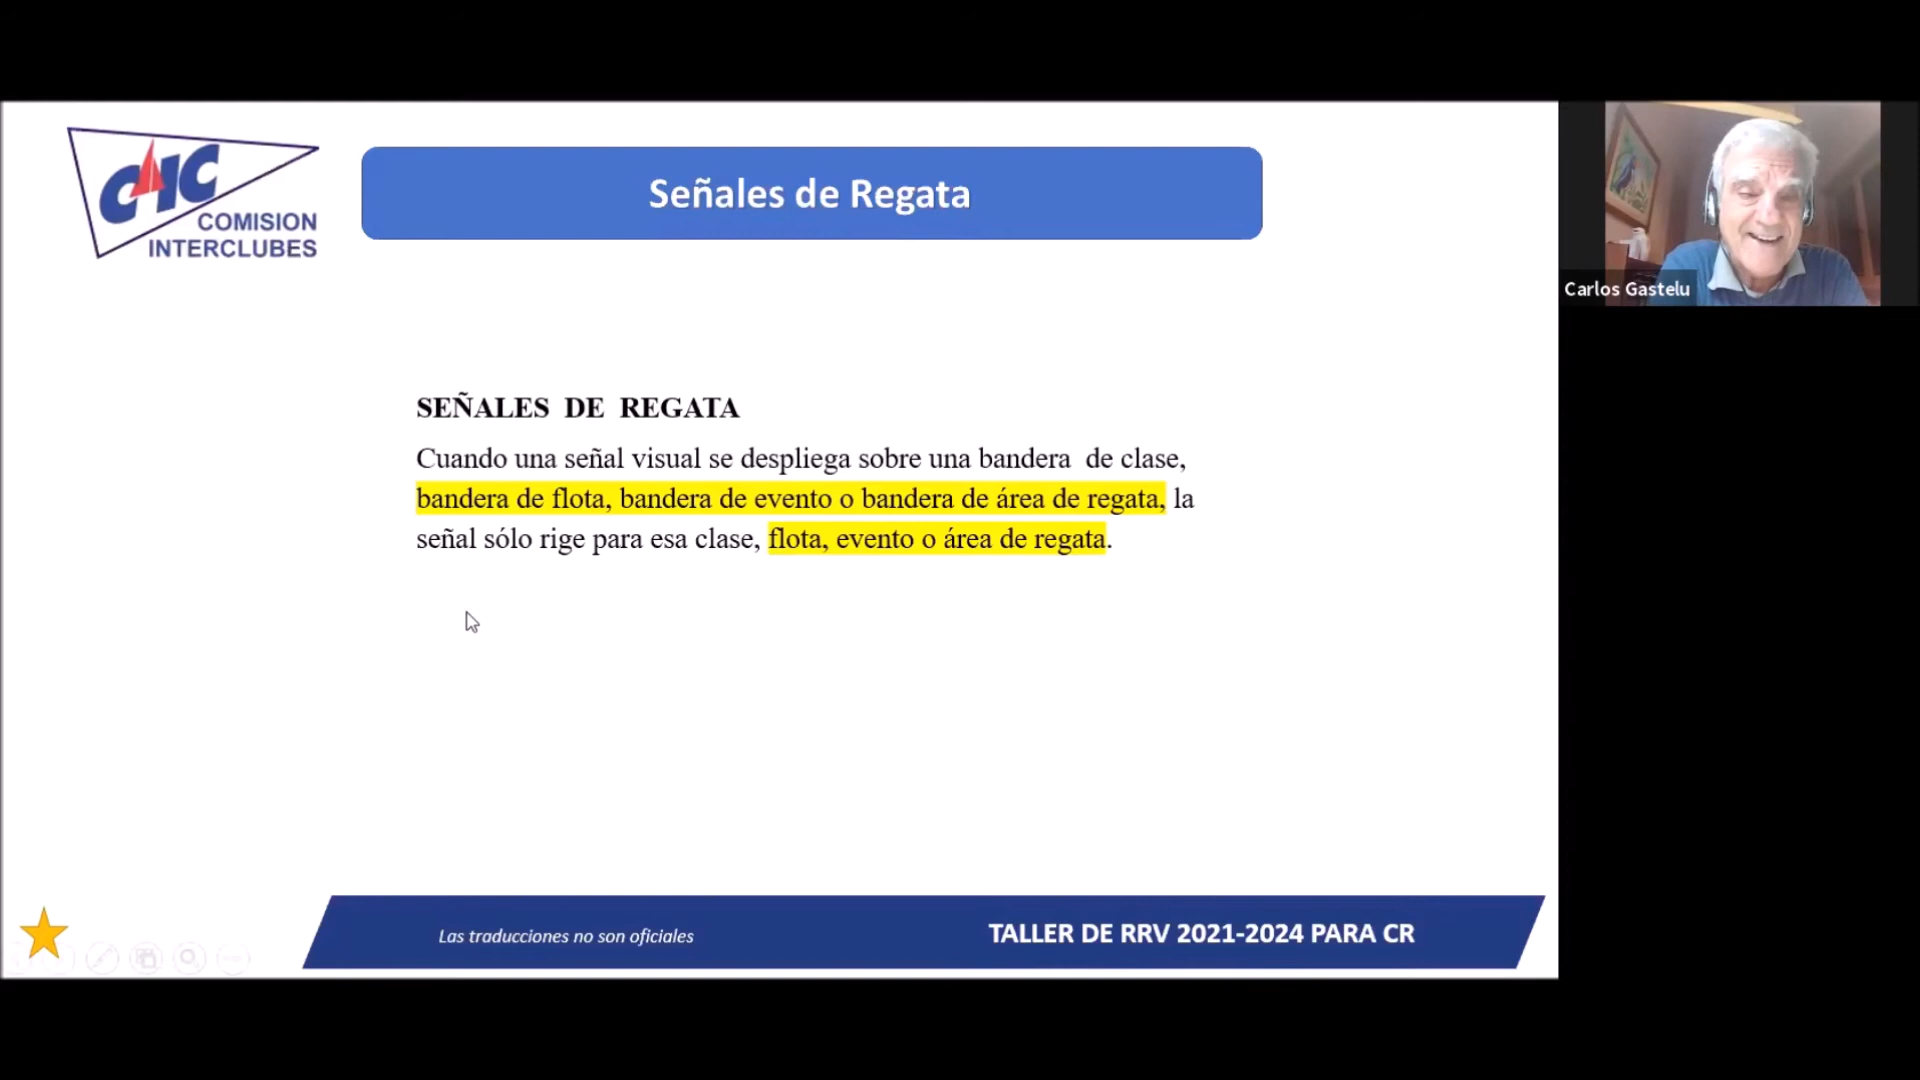 CIC
COMISION
INTERCLUBES
Señales de Regata
Carlos Gastelu
SEÑALES DE REGATA
Cuando una señal visual se despliega sobre una bandera de clase,
bandera de flota, bandera de evento o bandera de área de regata, la
señal sólo rige para esa clase, flota, evento o área de regata.
Las traducciones no son oficiales
TALLER DE RRV 2021-2024 PARA CR